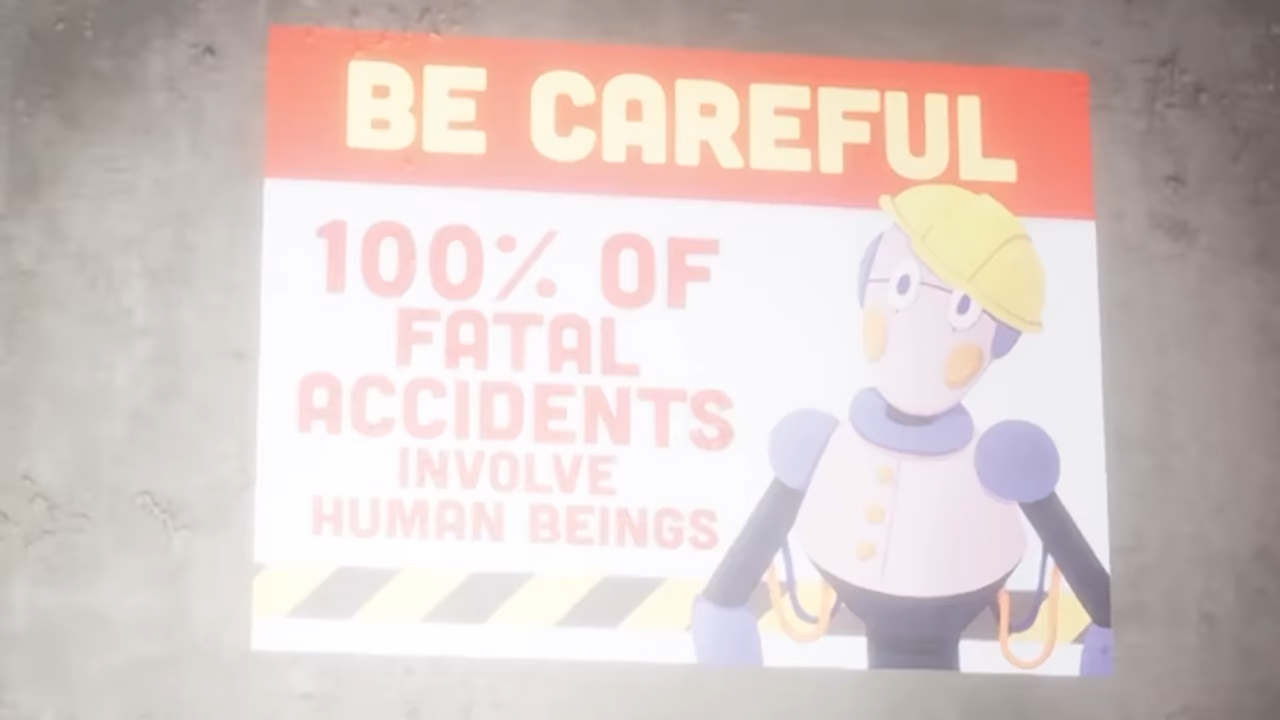 BE CAREFUL
100% OF
FATAL
ACCIDENTS
INVOLVE
HUMAN BEINGS